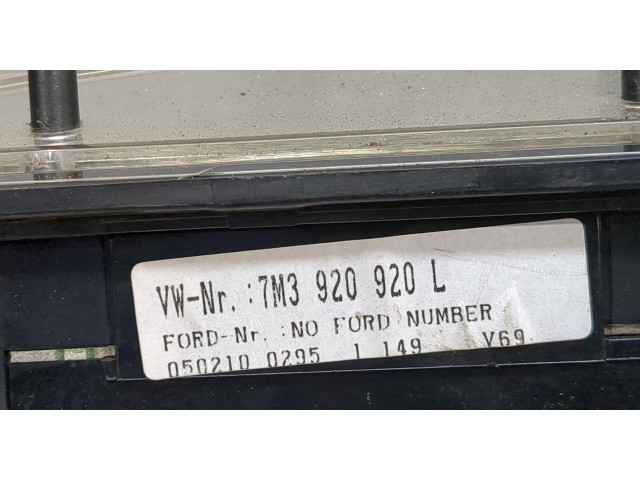 VW-Nr. :7M3 920 920 L
FORD-Nr. :NO FORD NUMBER
050210 0295 1 149 V69